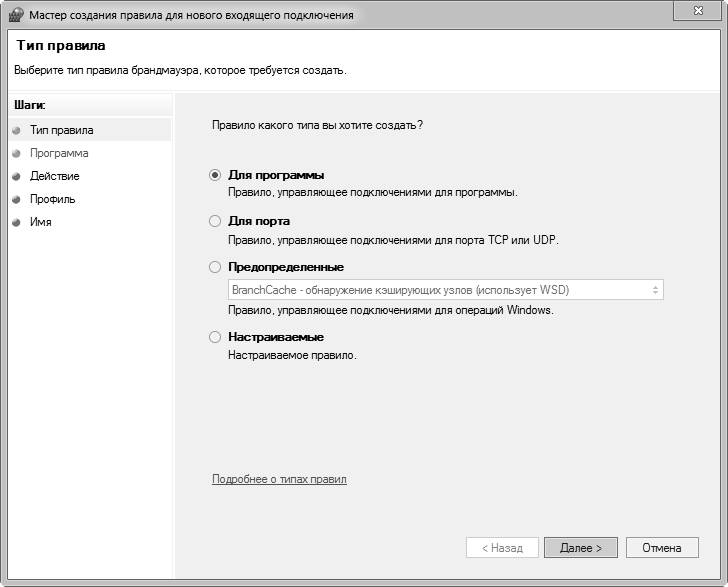 Мастер создания правила для нового входящего подключения
Тип правила
Выберите тип правила брандмауэра, которое требуется создать.
Шаги:
Тип правила
Программа
Действие
Профиль
Имя
Правило какого типа вы хотите создать?
Для программы
Правило, управляющее подключениями для программы.
Для порта
Правило, управляющее подключениями для порта TCP или UDP.
Предопределенные
BranchCache - обнаружение кэширующих узлов (использует WSD)
Правило, управляющее подключениями для операций Windows.
Настраиваемые
Настраиваемое правило.
Подробнее о типах правил
< Назад
Далее >
Отмена